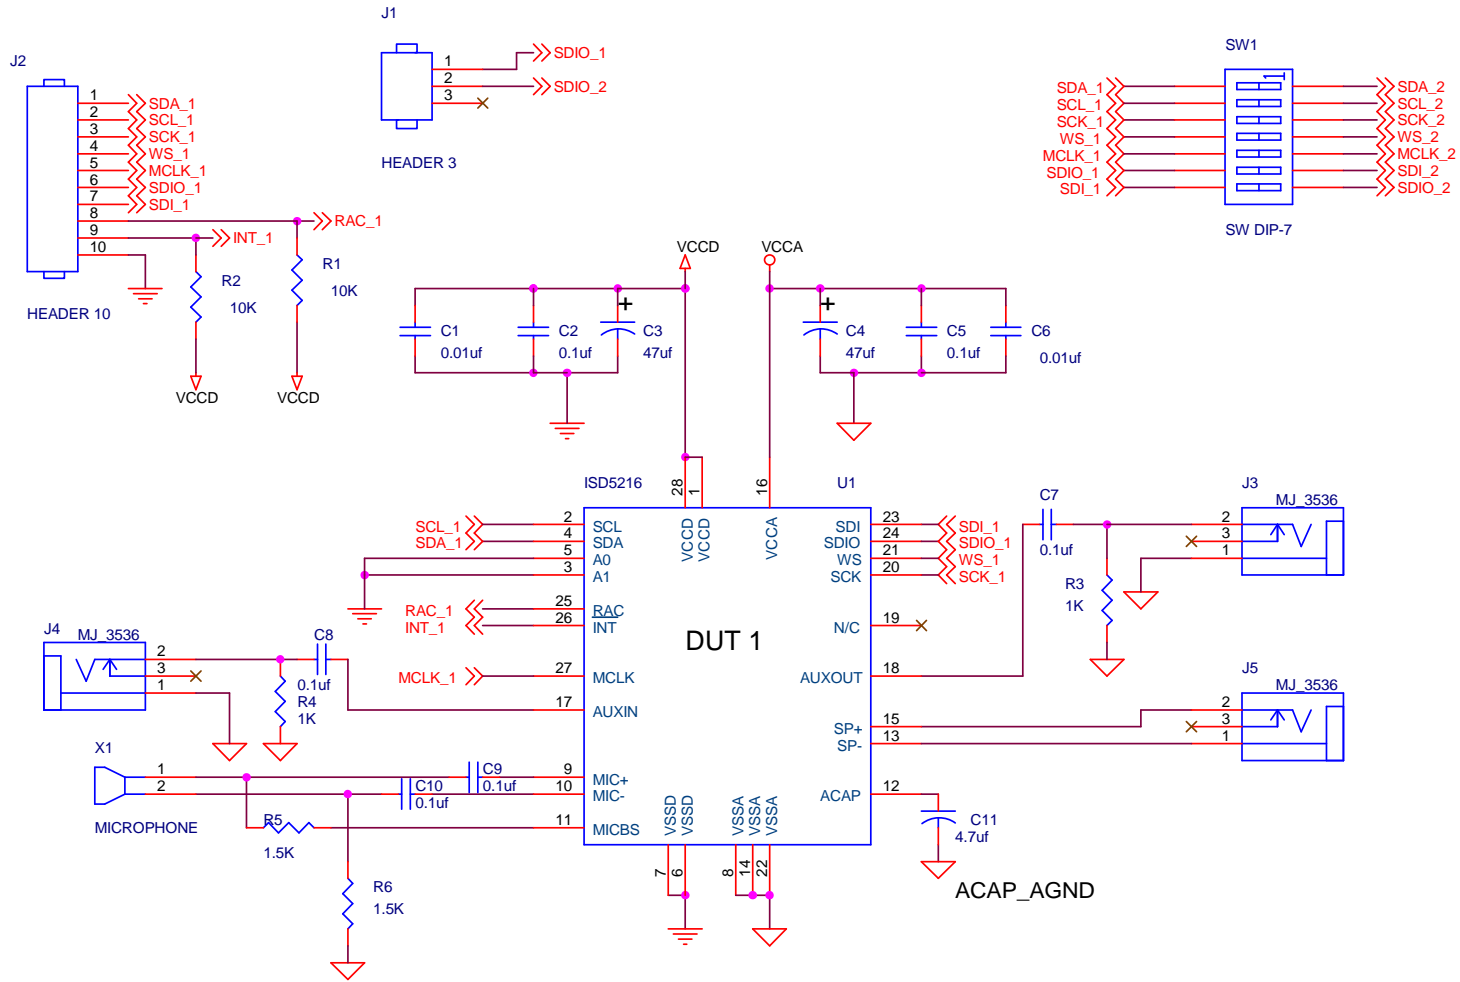 J1
1
2
3
SDIO_1
SDIO_2
HEADER 3
J2
1
2
3
4
5
6
7
8
9
10
SDA_1
SCL_1
SCK_1
WS_1
MCLK_1
SDIO_1
SDI_1
RAC_1
INT_1
R2
10K
R1
10K
HEADER 10
VCCD
VCCD
SW1
1
SDA_1
SCL_1
SCK_1
WS_1
MCLK_1
SDIO_1
SDI_1
SDA_2
SCL_2
SCK_2
WS_2
MCLK_2
SDI_2
SDIO_2
SW DIP-7
VCCD
VCCA
C1
0.01uf
C2
0.1uf
+
C3
47uf
+
C4
47uf
C5
0.1uf
C6
0.01uf
ISD5216
U1
28
1
16
VCCD
VCCD
VCCA
SCL_1
SDA_1
2
4
5
3
SCL
SDA
A0
A1
RAC_1
INT_1
25
26
RAC
INT
MCLK_1
27
MCLK
17
AUXIN
9
10
MIC+
MIC-
11
MICBS
DUT 1
SDI
SDIO
WS
SCK
23
24
21
20
SDI_1
SDIO_1
WS_1
SCK_1
N/C
19
AUXOUT
18
SP+
SP-
15
13
ACAP
12
VSSD
VSSD
VSSA
VSSA
VSSA
7
6
8
14
22
C7
0.1uf
R3
1K
J3
MJ_3536
2
3
1
J5
MJ_3536
2
3
1
C11
4.7uf
ACAP_AGND
J4
MJ_3536
2
3
1
C8
0.1uf
R4
1K
X1
1
2
MICROPHONE
C9
0.1uf
C10
0.1uf
R5
1.5K
R6
1.5K